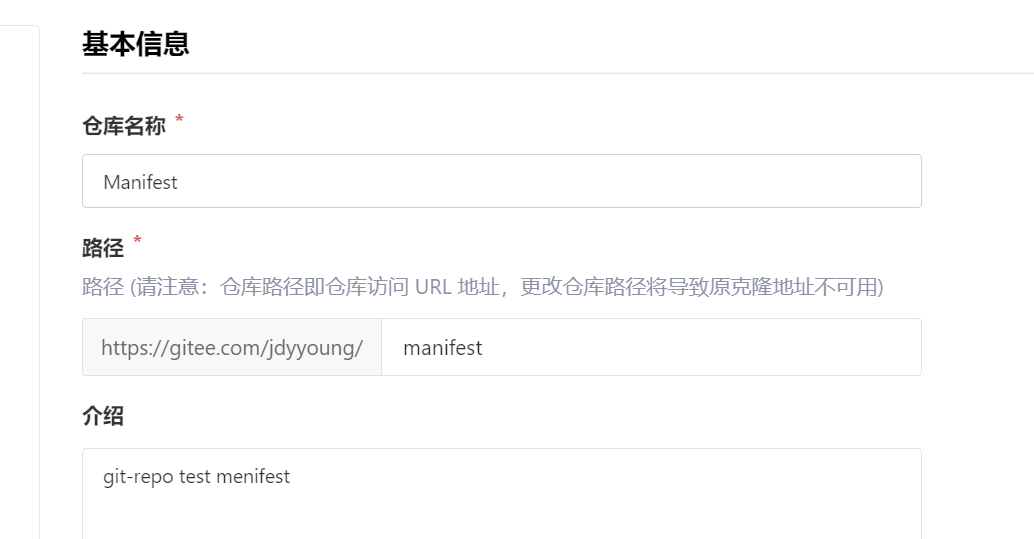 基本信息
仓库名称 *
Manifest
路径 *
路径 (请注意：仓库路径即仓库访问 URL 地址，更改仓库路径将导致原克隆地址不可用)
https://gitee.com/jdyyoung/ manifest
介绍
git-repo test menifest